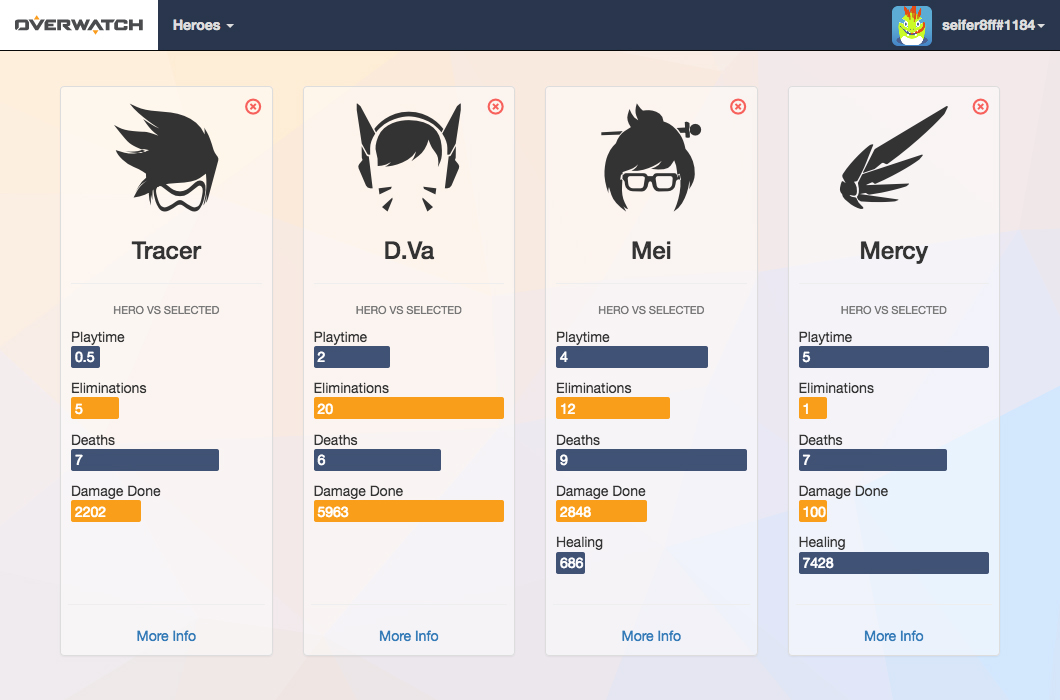 OVERWATCH Heroes seifer8ff#1184
Tracer
HERO VS SELECTED
Playtime
0.5
Eliminations
5
Deaths
7
Damage Done
2202
More Info
D.Va
HERO VS SELECTED
Playtime
2
Eliminations
20
Deaths
6
Damage Done
5963
More Info
Mei
HERO VS SELECTED
Playtime
4
Eliminations
12
Deaths
9
Damage Done
2848
Healing
686
More Info
Mercy
HERO VS SELECTED
Playtime
5
Eliminations
1
Deaths
7
Damage Done
100
Healing
7428
More Info